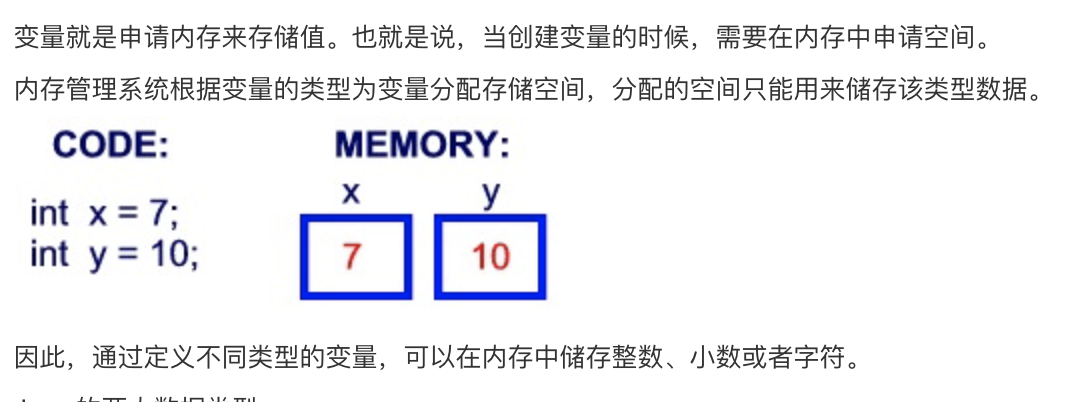 变量就是申请内存来存储值。也就是说，当创建变量的时候，需要在内存中申请空间。
内存管理系统根据变量的类型为变量分配存储空间，分配的空间只能用来储存该类型数据。
CODE: MEMORY:
x y
int x = 7;
int y = 10;
7 10
因此，通过定义不同类型的变量，可以在内存中储存整数、小数或者字符。